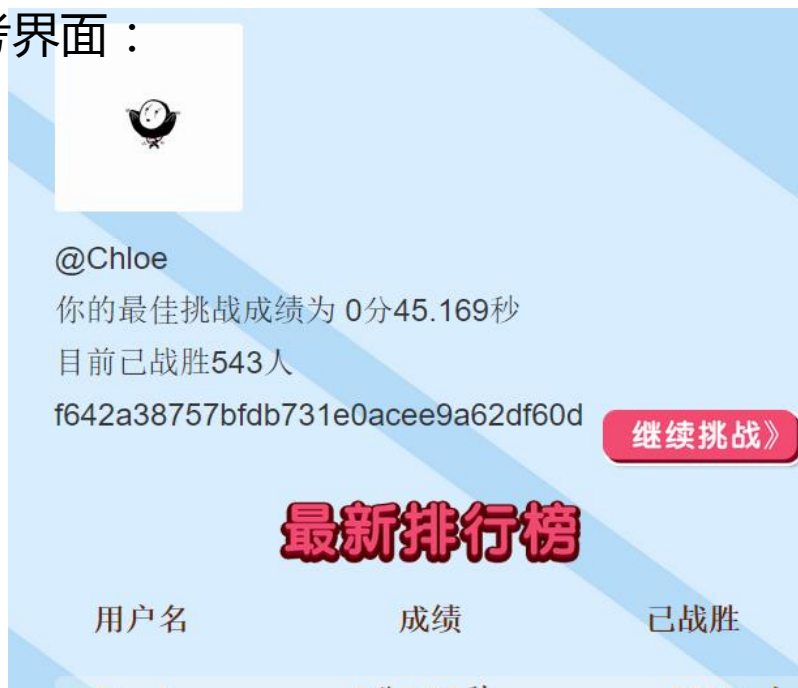 界面：
@Chloe
你的最佳挑战成绩为 0分45.169秒
目前已战胜543人
f642a38757bfdb731e0acee9a62df60d
继续挑战》
最新排行榜
用户名 成绩 已战胜